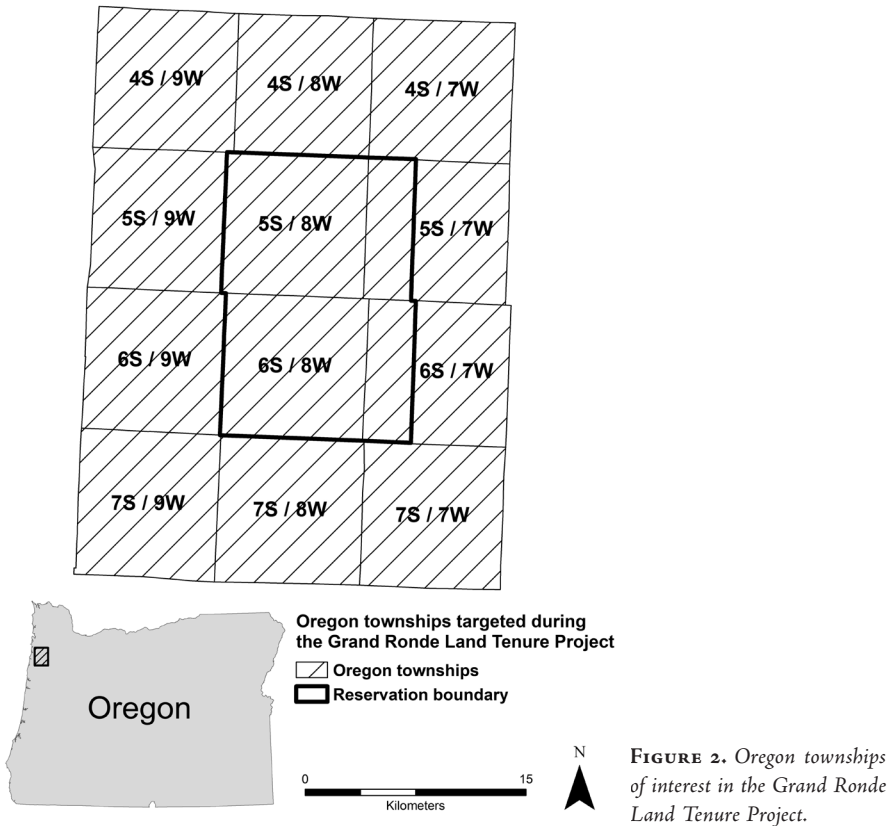 4S / 9W
4S / 8W
4S / 7W
5S / 9W
5S / 8W
5S / 7W
6S / 9W
6S / 8W
6S / 7W
7S / 9W
7S / 8W
7S / 7W
Oregon townships targeted during
the Grand Ronde Land Tenure Project
Oregon townships
Reservation boundary
Oregon
0
15
Kilometers
N
FIGURE 2. Oregon townships
of interest in the Grand Ronde
Land Tenure Project.